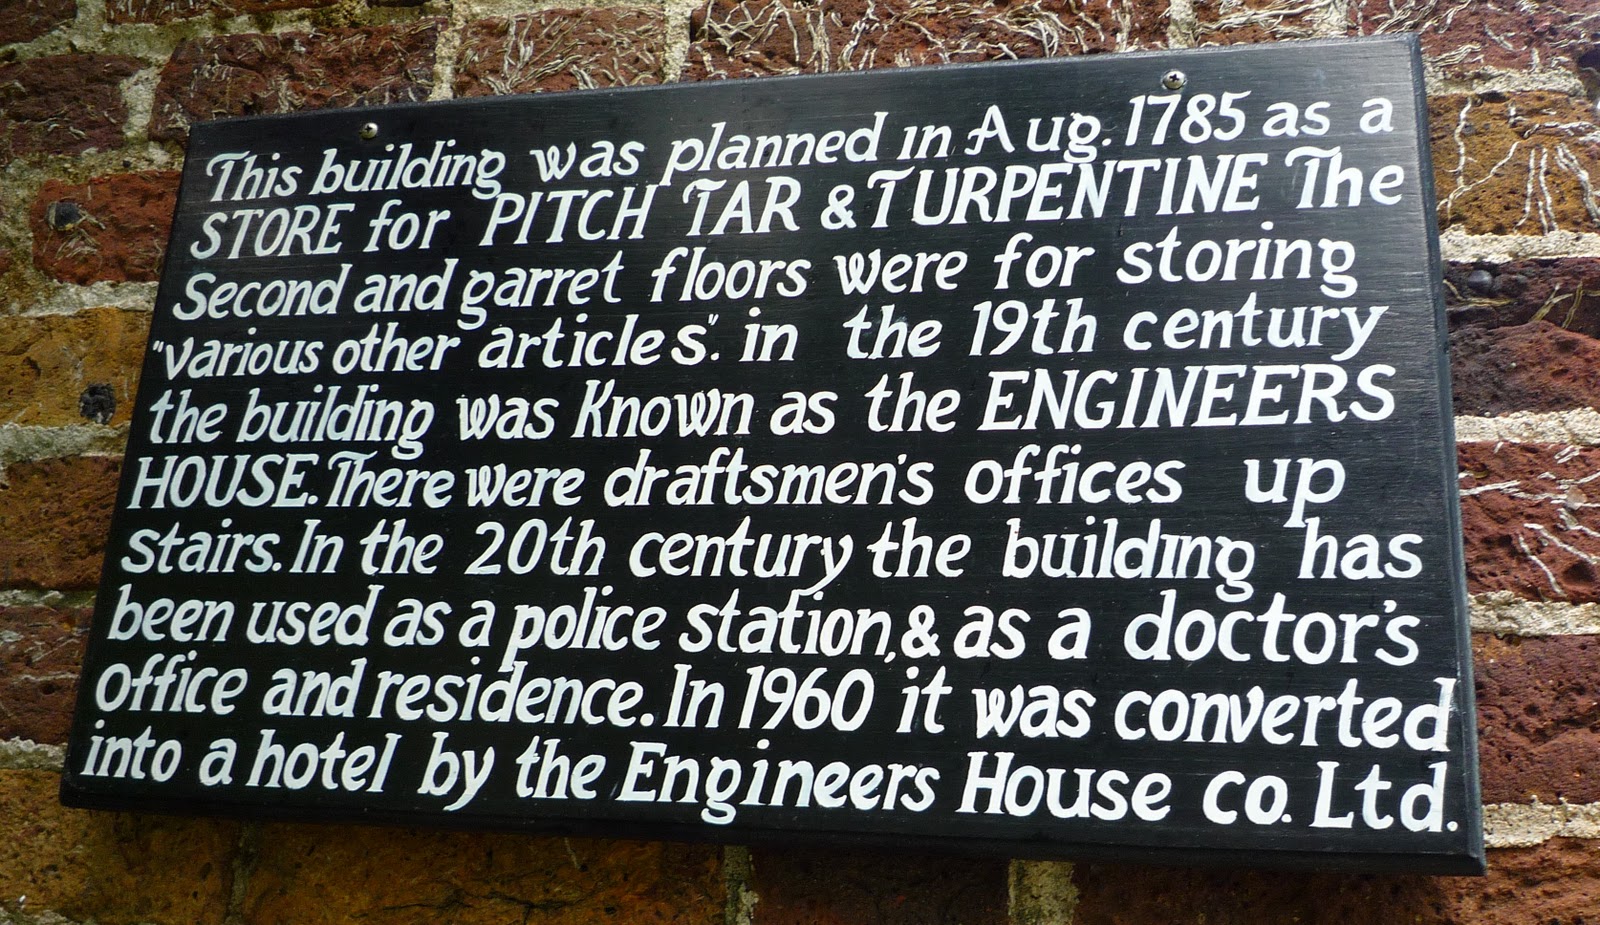 This building was planned in Aug. 1785 as a
STORE for PITCH TAR & TURPENTINE The
Second and garret floors were for storing
"various other articles". in the 19th century
the building was Known as the ENGINEERS
HOUSE. There were draftsmen's offices up
stairs. In the 20th century the building has
been used as a police station, & as a doctor's
office and residence. In 1960 it was converted
into a hotel by the Engineers House co. Ltd.